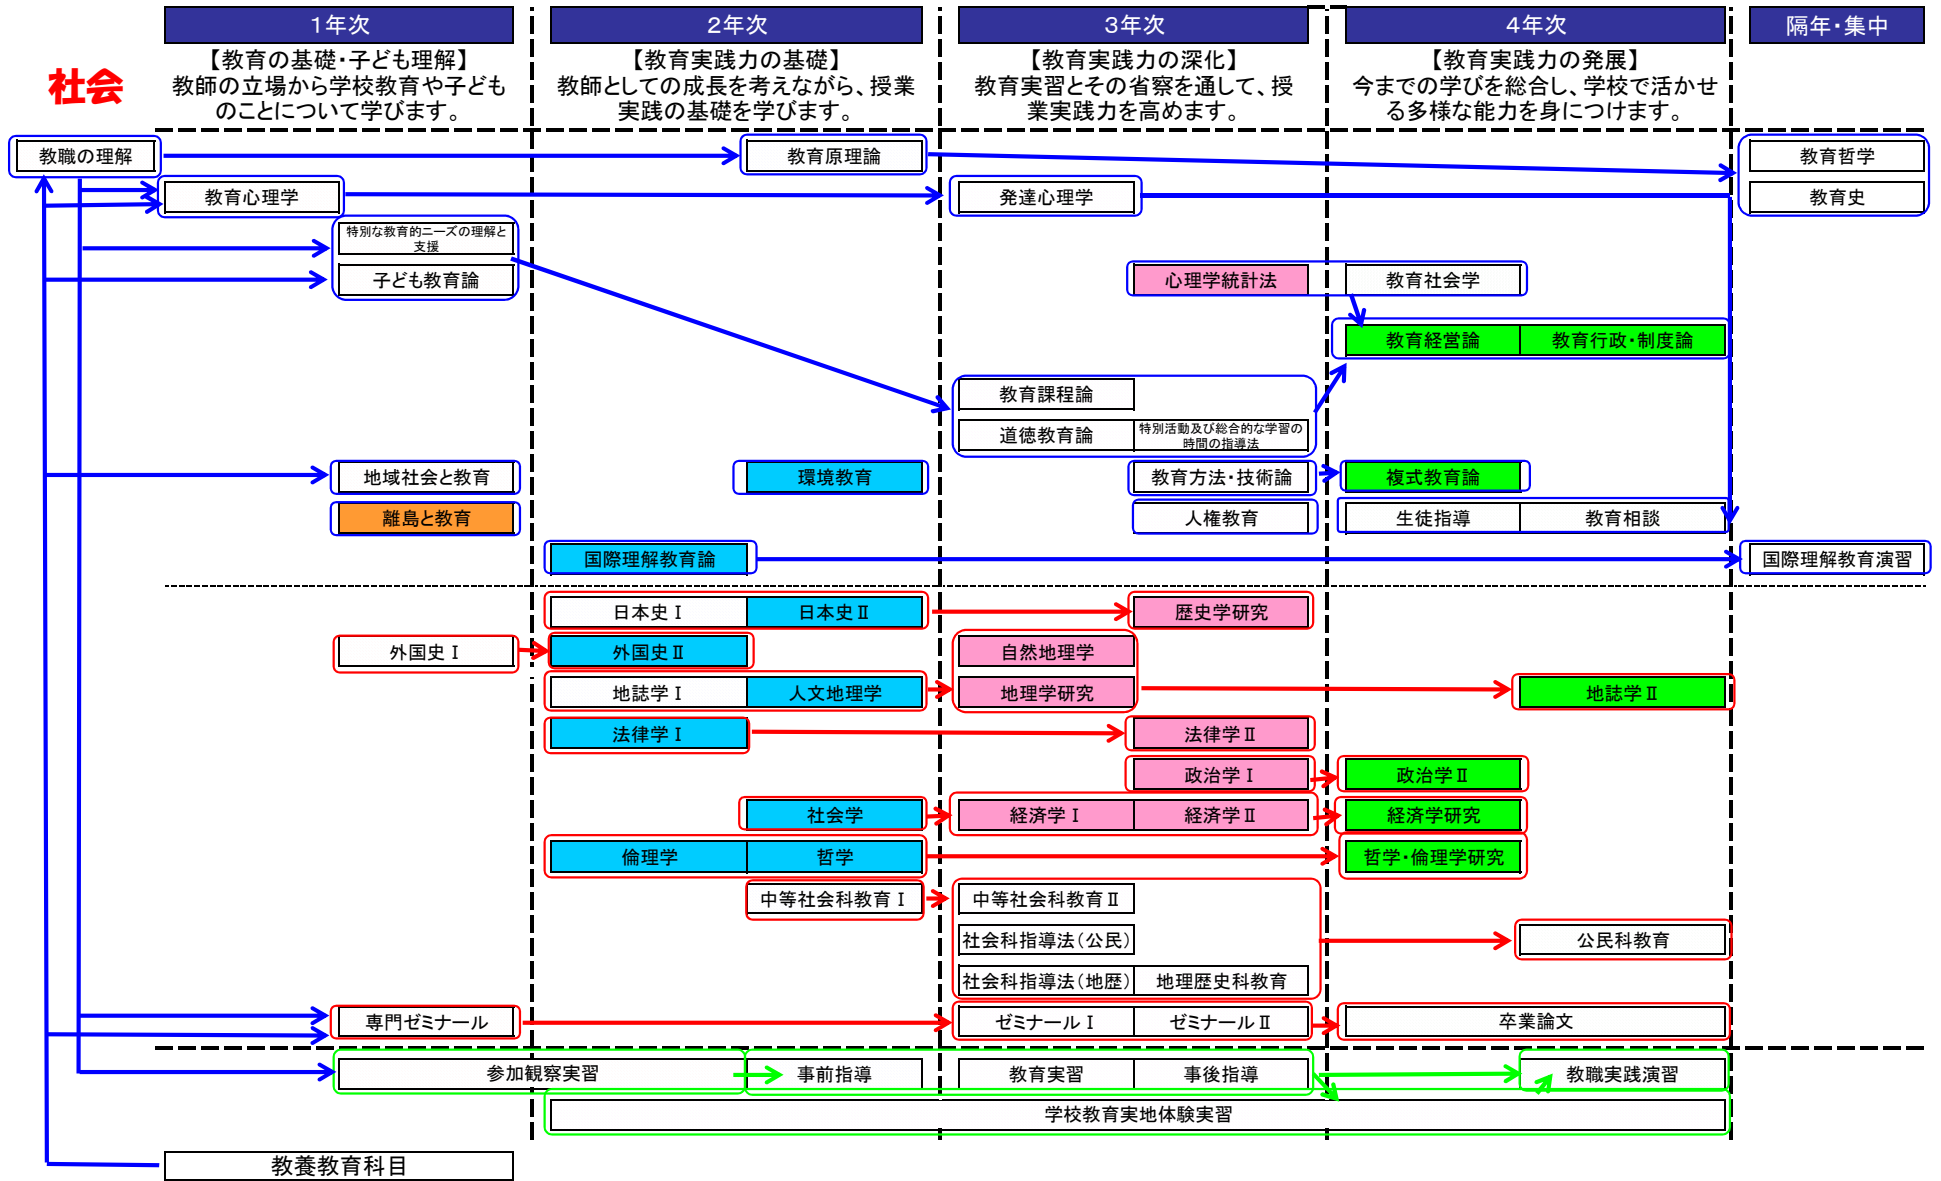 1年次
2年次
3年次
4年次
隔年・集中
社会
【教育の基礎・子ども理解】
教師の立場から学校教育や子ども
のことについて学びます。
【教育実践力の基礎】
教師としての成長を考えながら、授業
実践の基礎を学びます。
【教育実践力の深化】
教育実習とその省察を通して、授
業実践力を高めます。
【教育実践力の発展】
今までの学びを総合し、学校で活かせ
る多様な能力を身につけます。
教職の理解
教育原理論
教育哲学
教育心理学
発達心理学
教育史
特別な教育的ニーズの理解と
支援
子ども教育論
心理学統計法
教育社会学
教育経営論
教育行政・制度論
教育課程論
道徳教育論
特別活動及び総合的な学習の
時間の指導法
地域社会と教育
環境教育
教育方法・技術論
複式教育論
離島と教育
人権教育
生徒指導
教育相談
国際理解教育論
国際理解教育演習
日本史Ⅰ
日本史Ⅱ
歴史学研究
外国史Ⅰ
外国史Ⅱ
自然地理学
地誌学Ⅰ
人文地理学
地理学研究
地誌学Ⅱ
法律学Ⅰ
法律学Ⅱ
政治学Ⅰ
政治学Ⅱ
社会学
経済学Ⅰ
経済学Ⅱ
経済学研究
倫理学
哲学
哲学・倫理学研究
中等社会科教育Ⅰ
中等社会科教育Ⅱ
社会科指導法(公民)
公民科教育
社会科指導法(地歴)
地理歴史科教育
専門ゼミナール
ゼミナールⅠ
ゼミナールⅡ
卒業論文
参加観察実習
事前指導
教育実習
事後指導
教職実践演習
学校教育実地体験実習
教養教育科目